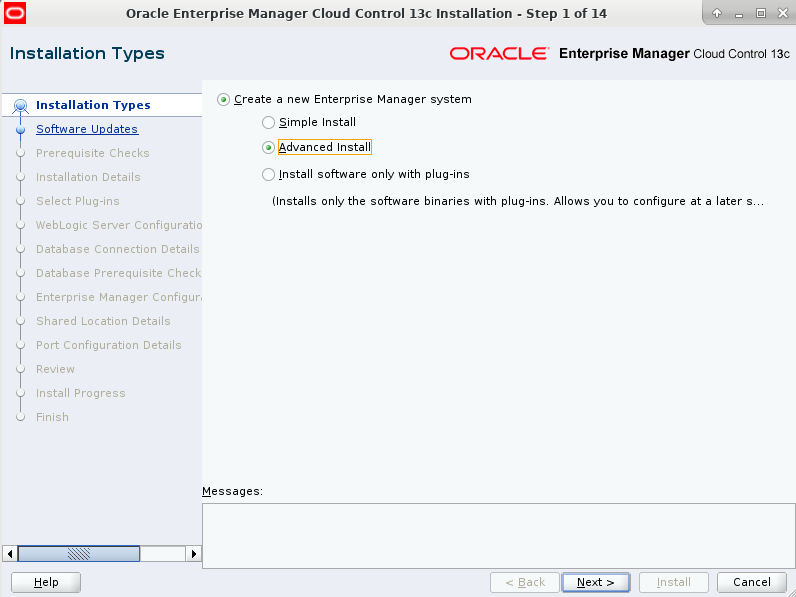 Oracle Enterprise Manager Cloud Control 13c Installation - Step 1 of 14
Installation Types
ORACLE Enterprise Manager Cloud Control 13c
Installation Types
Software Updates
Prerequisite Checks
Installation Details
Select Plug-ins
WebLogic Server Configuratio
Database Connection Details
Database Prerequisite Check
Enterprise Manager Configura
Shared Location Details
Port Configuration Details
Review
Install Progress
Finish
Create a new Enterprise Manager system
Simple Install
Advanced Install
Install software only with plug-ins
(Installs only the software binaries with plug-ins. Allows you to configure at a later s...
Messages:
Help
< Back
Next >
Install
Cancel